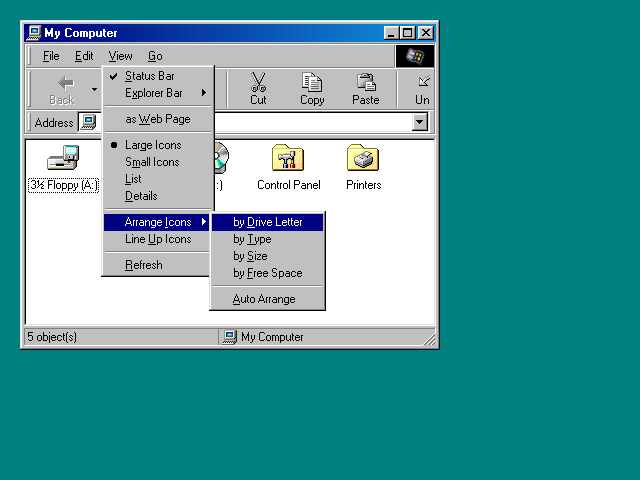 My Computer
File Edit View Go
Back Cut Copy Paste Un
Address
Status Bar
Explorer Bar
as Web Page
Large Icons
Small Icons
List
Details
Arrange Icons
Line Up Icons
Refresh
by Drive Letter
by Type
by Size
by Free Space
Auto Arrange
3½ Floppy (A:) :) Control Panel Printers
5 object(s) My Computer